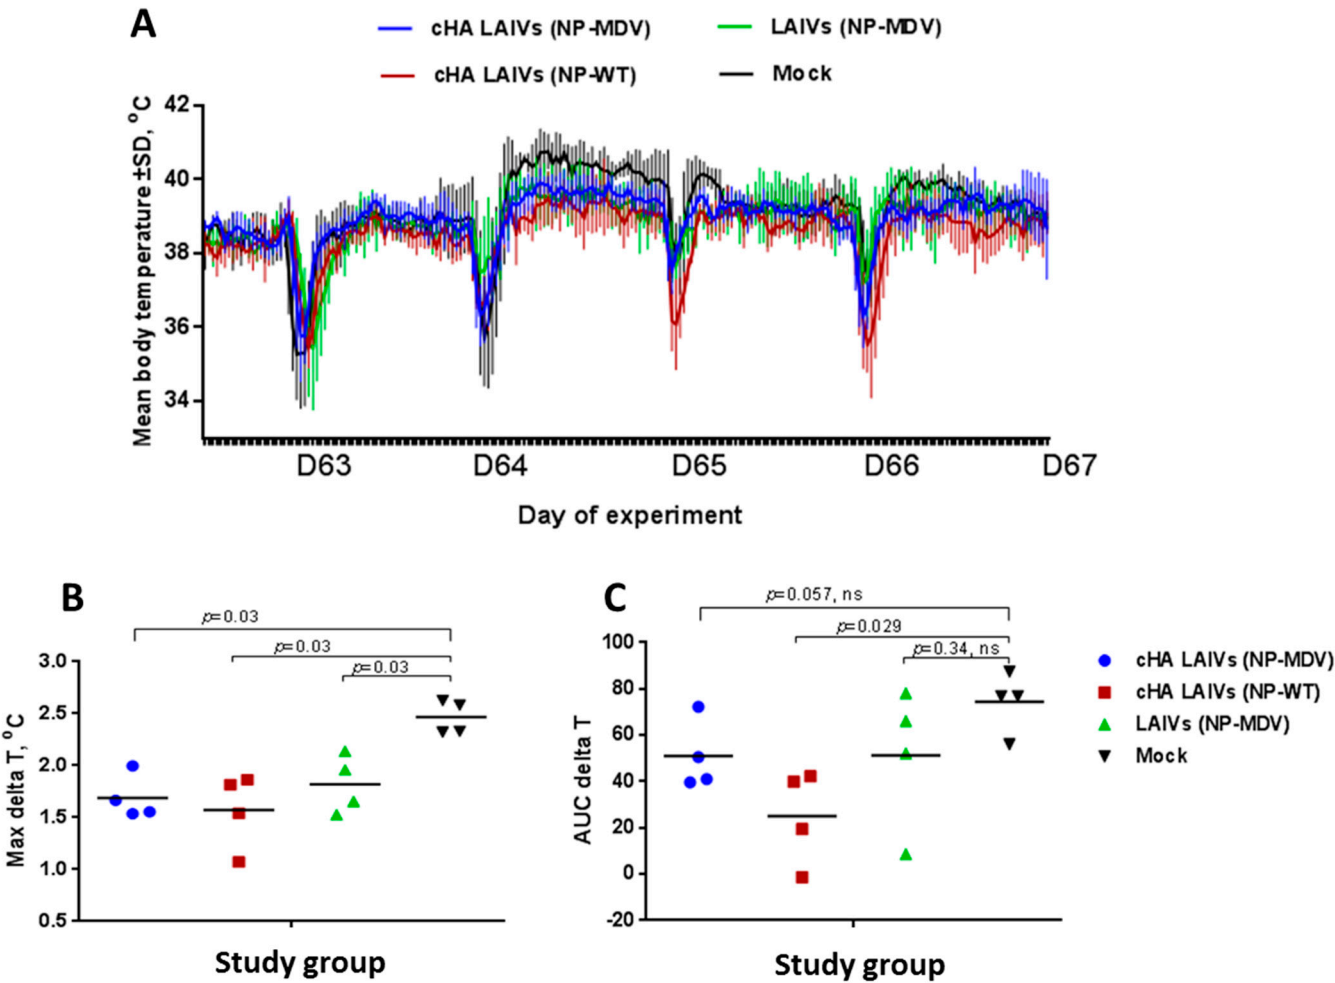 A
cHA LAIVs (NP-MDV)
LAIVs (NP-MDV)
cHA LAIVs (NP-WT)
Mock
Mean body temperature ±SD, °C
42
40
38
36
34
D63
D64
D65
D66
D67
Day of experiment
B
p=0.03
p=0.03
p=0.03
Max delta T, °C
3.0
2.5
2.0
1.5
1.0
0.5
Study group
C
p=0.057, ns
p=0.029
p=0.34, ns
AUC delta T
100
80
60
40
20
0
-20
Study group
cHA LAIVs (NP-MDV)
cHA LAIVs (NP-WT)
LAIVs (NP-MDV)
Mock